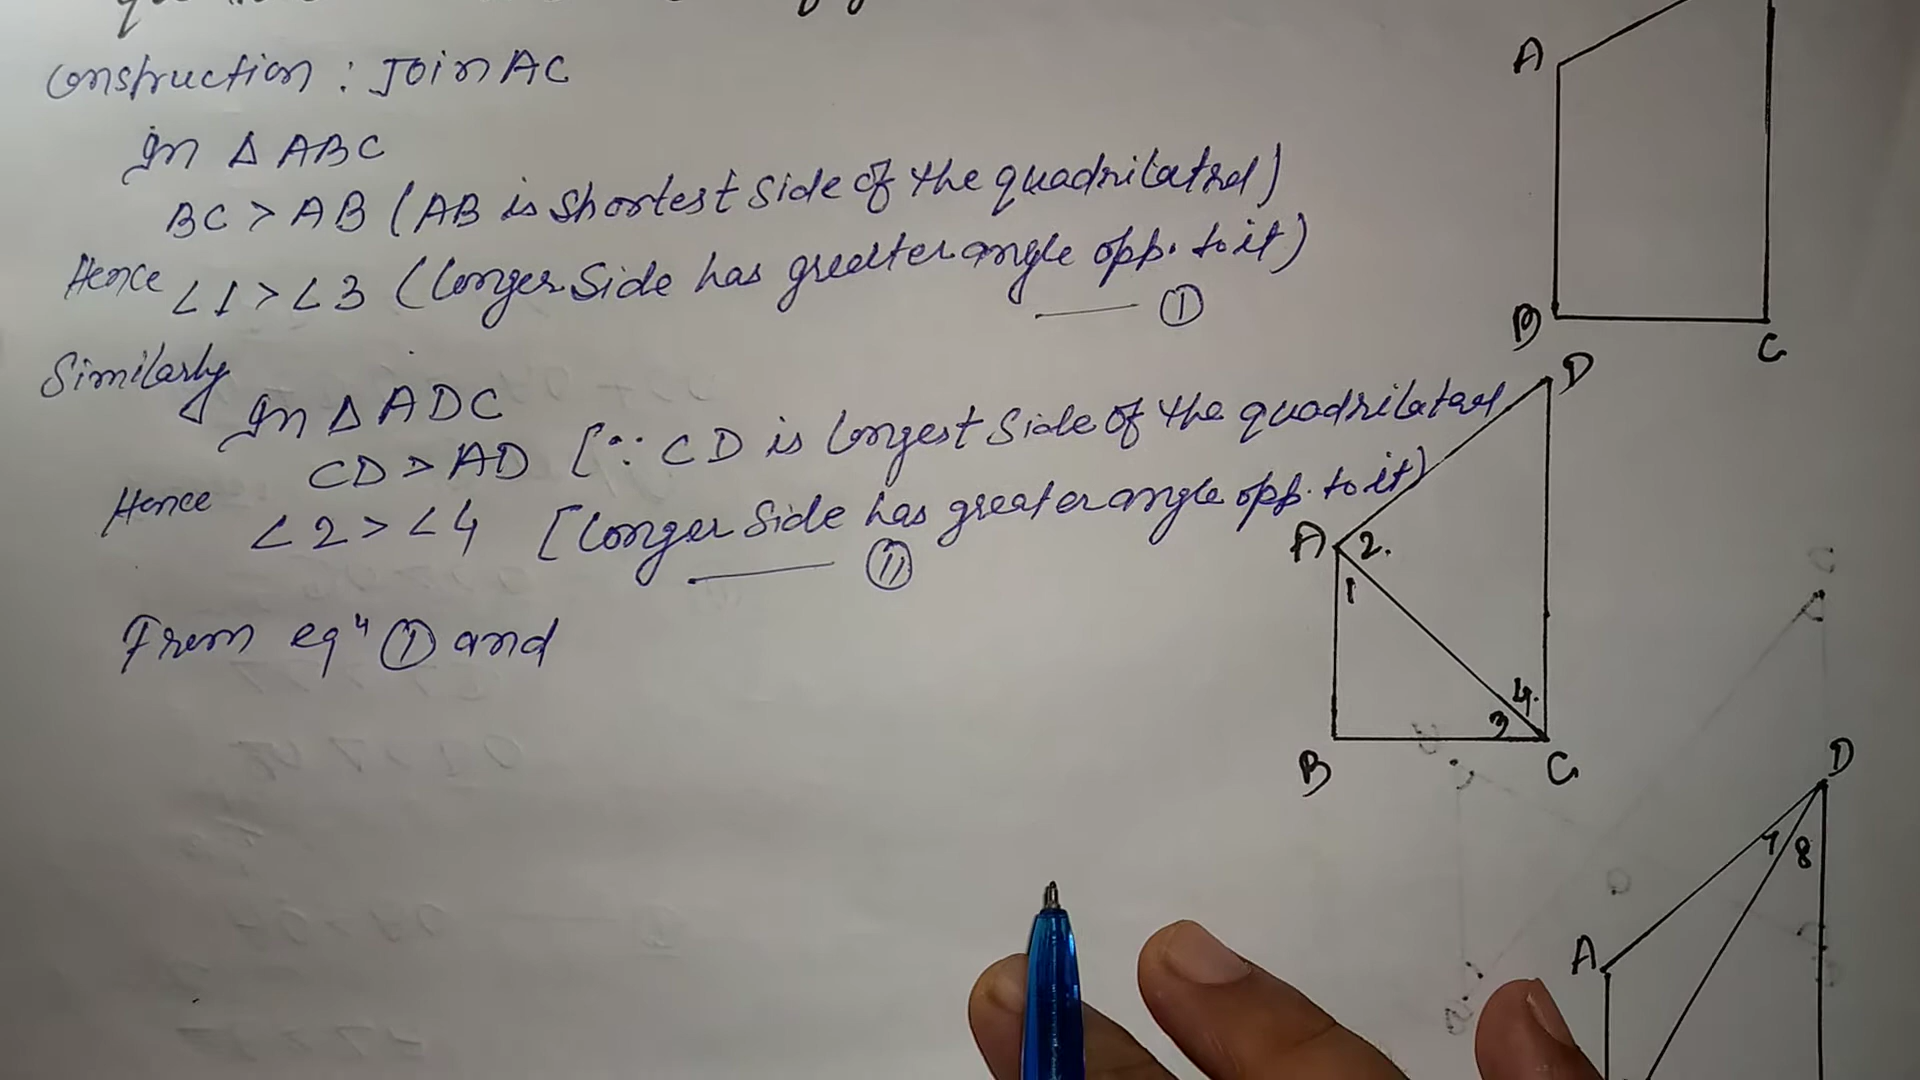 Construction : Join AC
In Δ ABC
BC > AB (AB is shortest side of the quadrilatral)
Hence ∠1 > ∠3 (longer side has greater angle opp. to it)
—— ①
Similarly
In Δ ADC
CD > AD [∵ CD is longest side of the quadrilateral
Hence ∠2 > ∠4 [longer side has greater angle opp. to it)
—— ②
From eqⁿ ① and
A
B
C
D
A
2.
1
4.
3
B
C
D
7
8
A